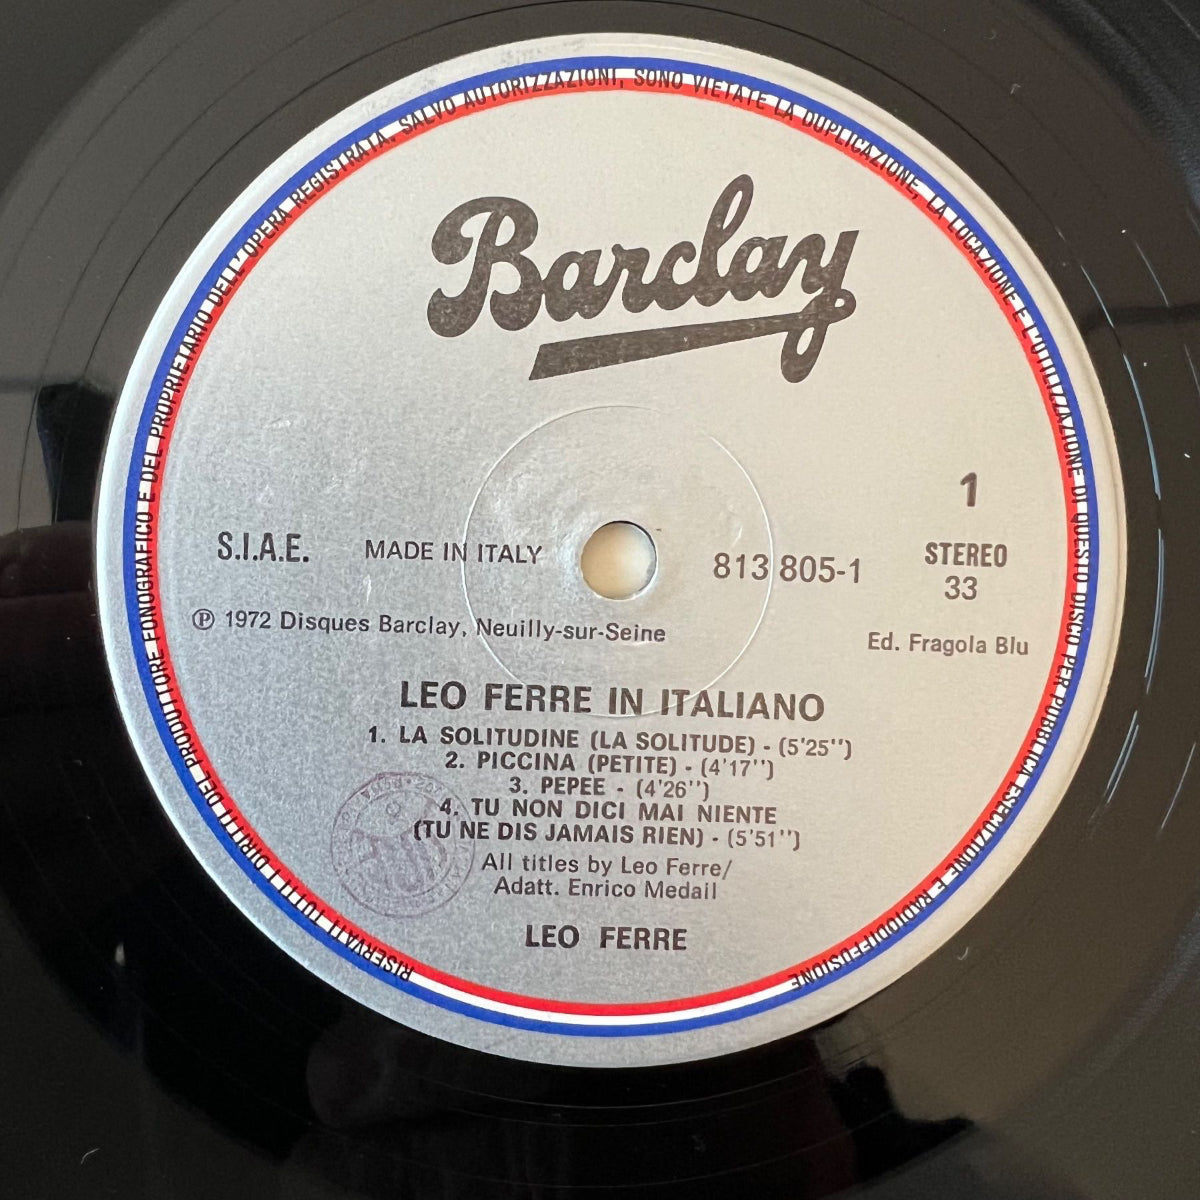 RISERVATI TUTTI I DIRITTI DEL PRODUTTORE FONOGRAFICO E DEL PROPRIETARIO DELL'OPERA REGISTRATA. SALVO AUTORIZZAZIONI, SONO VIETATE LA DUPLICAZIONE, LA LOCAZIONE E L'UTILIZZAZIONE DI QUESTO DISCO PER PUBBLICA ESECUZIONE E RADIODIFFUSIONE
Barclay
1
S.I.A.E. MADE IN ITALY 813 805-1 STEREO
33
℗ 1972 Disques Barclay, Neuilly-sur-Seine
Ed. Fragola Blu
LEO FERRE IN ITALIANO
1. LA SOLITUDINE (LA SOLITUDE) - (5'25'')
2. PICCINA (PETITE) - (4'17'')
3. PEPEE - (4'26'')
4. TU NON DICI MAI NIENTE
(TU NE DIS JAMAIS RIEN) - (5'51'')
All titles by Leo Ferre/
Adatt. Enrico Medail
LEO FERRE